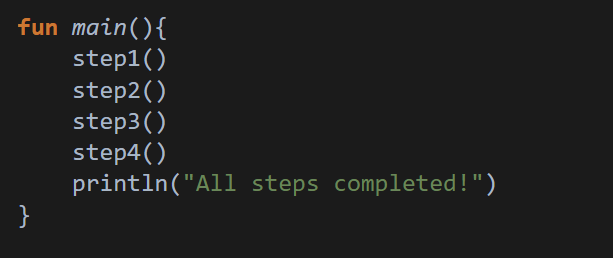 fun main(){
    step1()
    step2()
    step3()
    step4()
    println("All steps completed!")
}